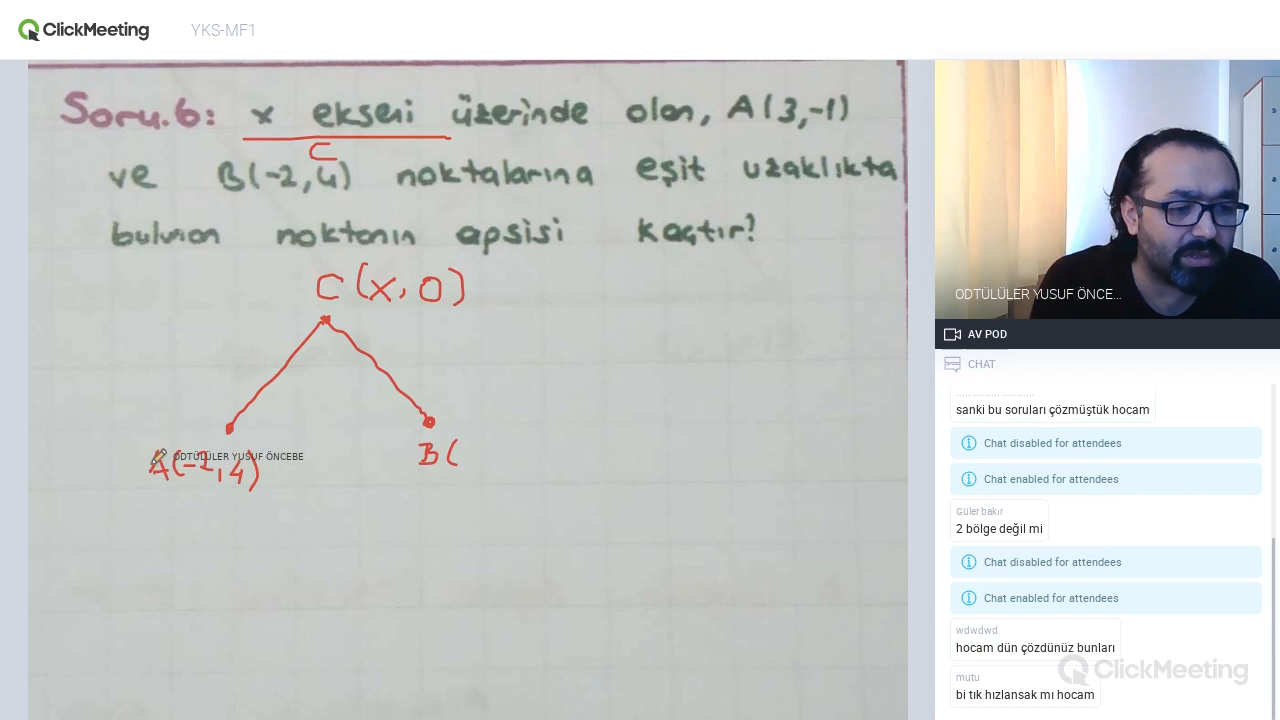 ClickMeeting
YKS-MF1
Soru.6: x ekseni üzerinde olan, A(3,-1)
C
ve B(-2,4) noktalarına eşit uzaklıkta
bulunan noktanın apsisi kaçtır?
C(x,0)
A(-2,4)
ODTÜLÜLER YUSUF ÖNCEBE
B(
ODTÜLÜLER YUSUF ÖNCE...
AV POD
CHAT
sanki bu soruları çözmüştük hocam
Chat disabled for attendees
Chat enabled for attendees
Güler bakır
2 bölge değil mi
Chat disabled for attendees
Chat enabled for attendees
wdwdwd
hocam dün çözdünüz bunları
ClickMeeting
mutu
bi tık hızlansak mı hocam